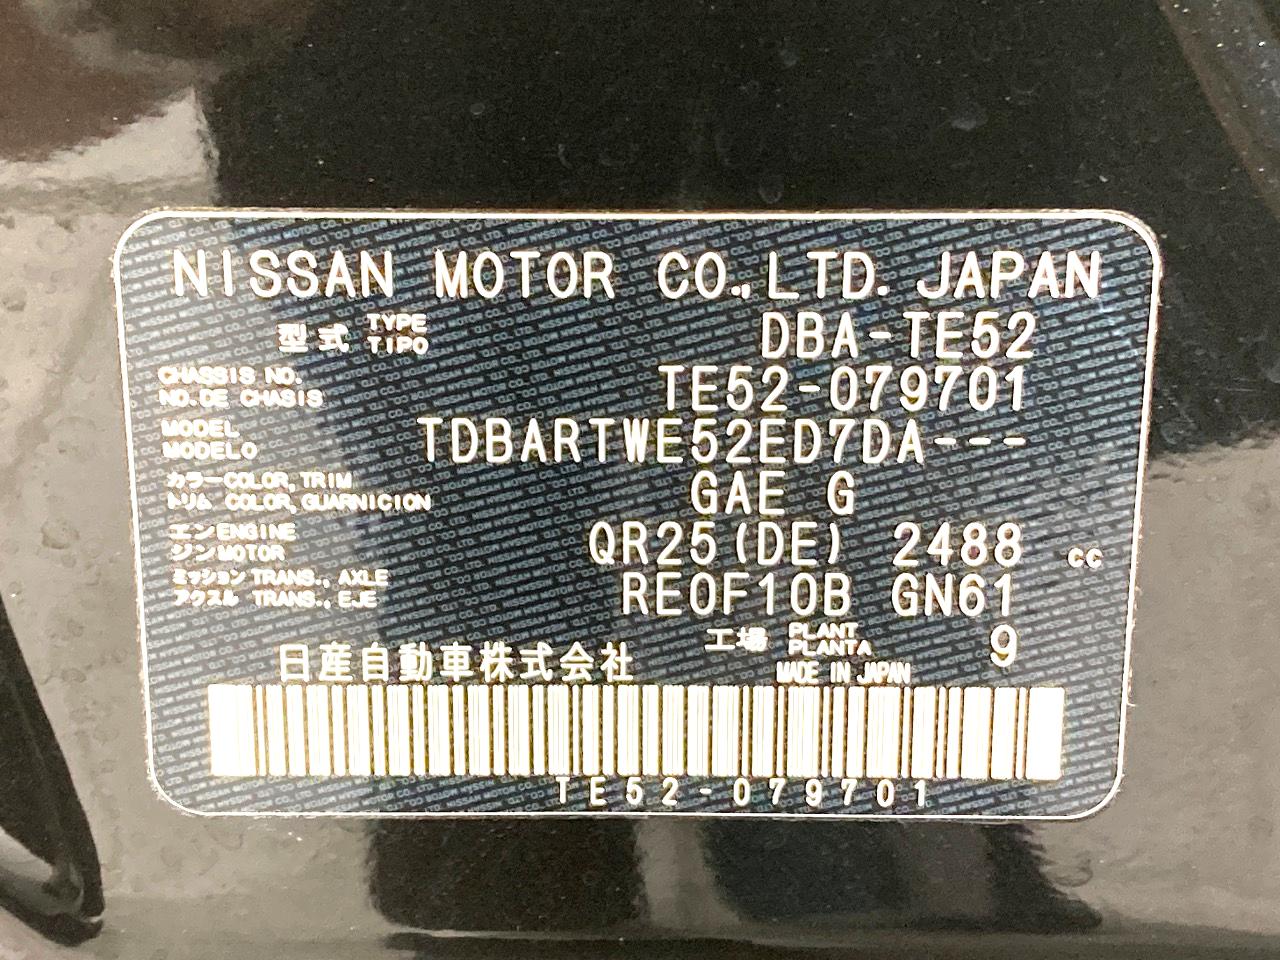 NISSAN MOTOR CO., LTD. JAPAN
型式 TYPE TIPO DBA-TE52
CHASSIS NO. NO.DE CHASIS TE52-079701
MODEL MODELO TDBARTWE52ED7DA---
カラー COLOR, TRIM トリム COLOR, GUARNICION GAE G
エンジン ENGINE MOTOR QR25(DE) 2488 cc
ミッション TRANS., AXLE アクスル TRANS., EJE RE0F10B GN61
工場 PLANT PLANTA 9
日産自動車株式会社 MADE IN JAPAN
TE52-079701